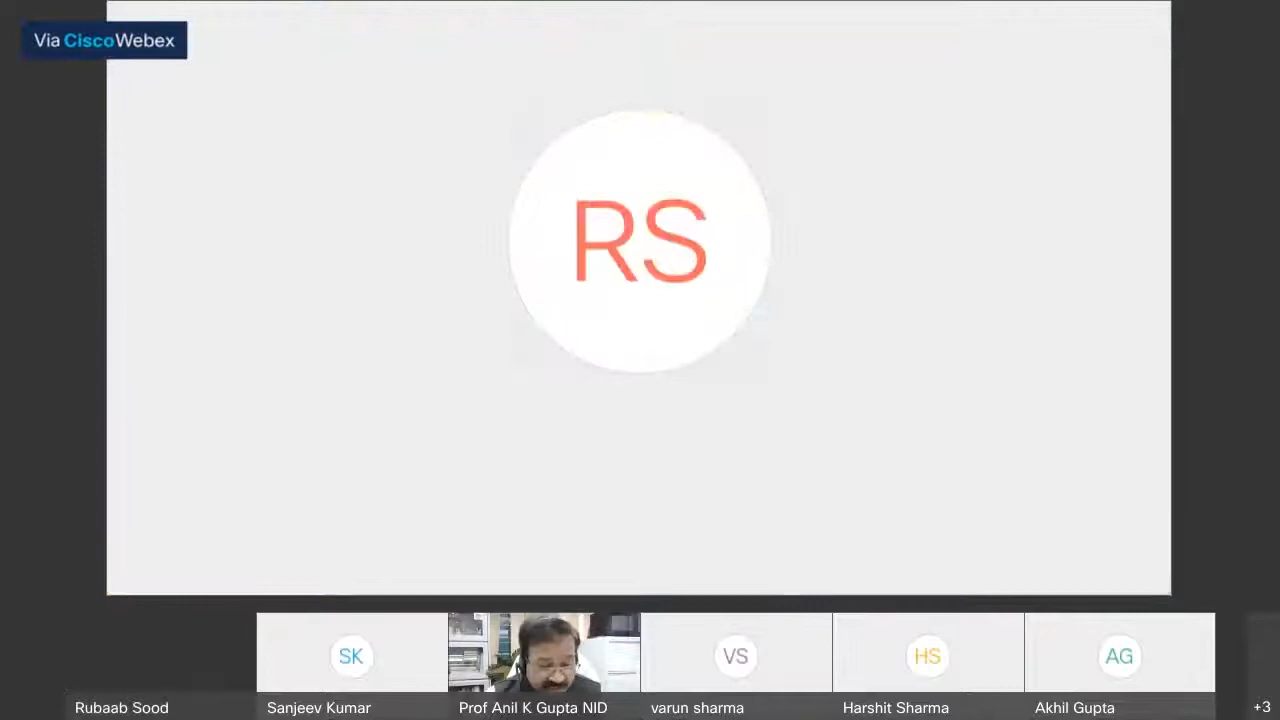 Via CiscoWebex
RS
SK
VS
HS
AG
Rubaab Sood
Sanjeev Kumar
Prof Anil K Gupta NID
varun sharma
Harshit Sharma
Akhil Gupta
+3